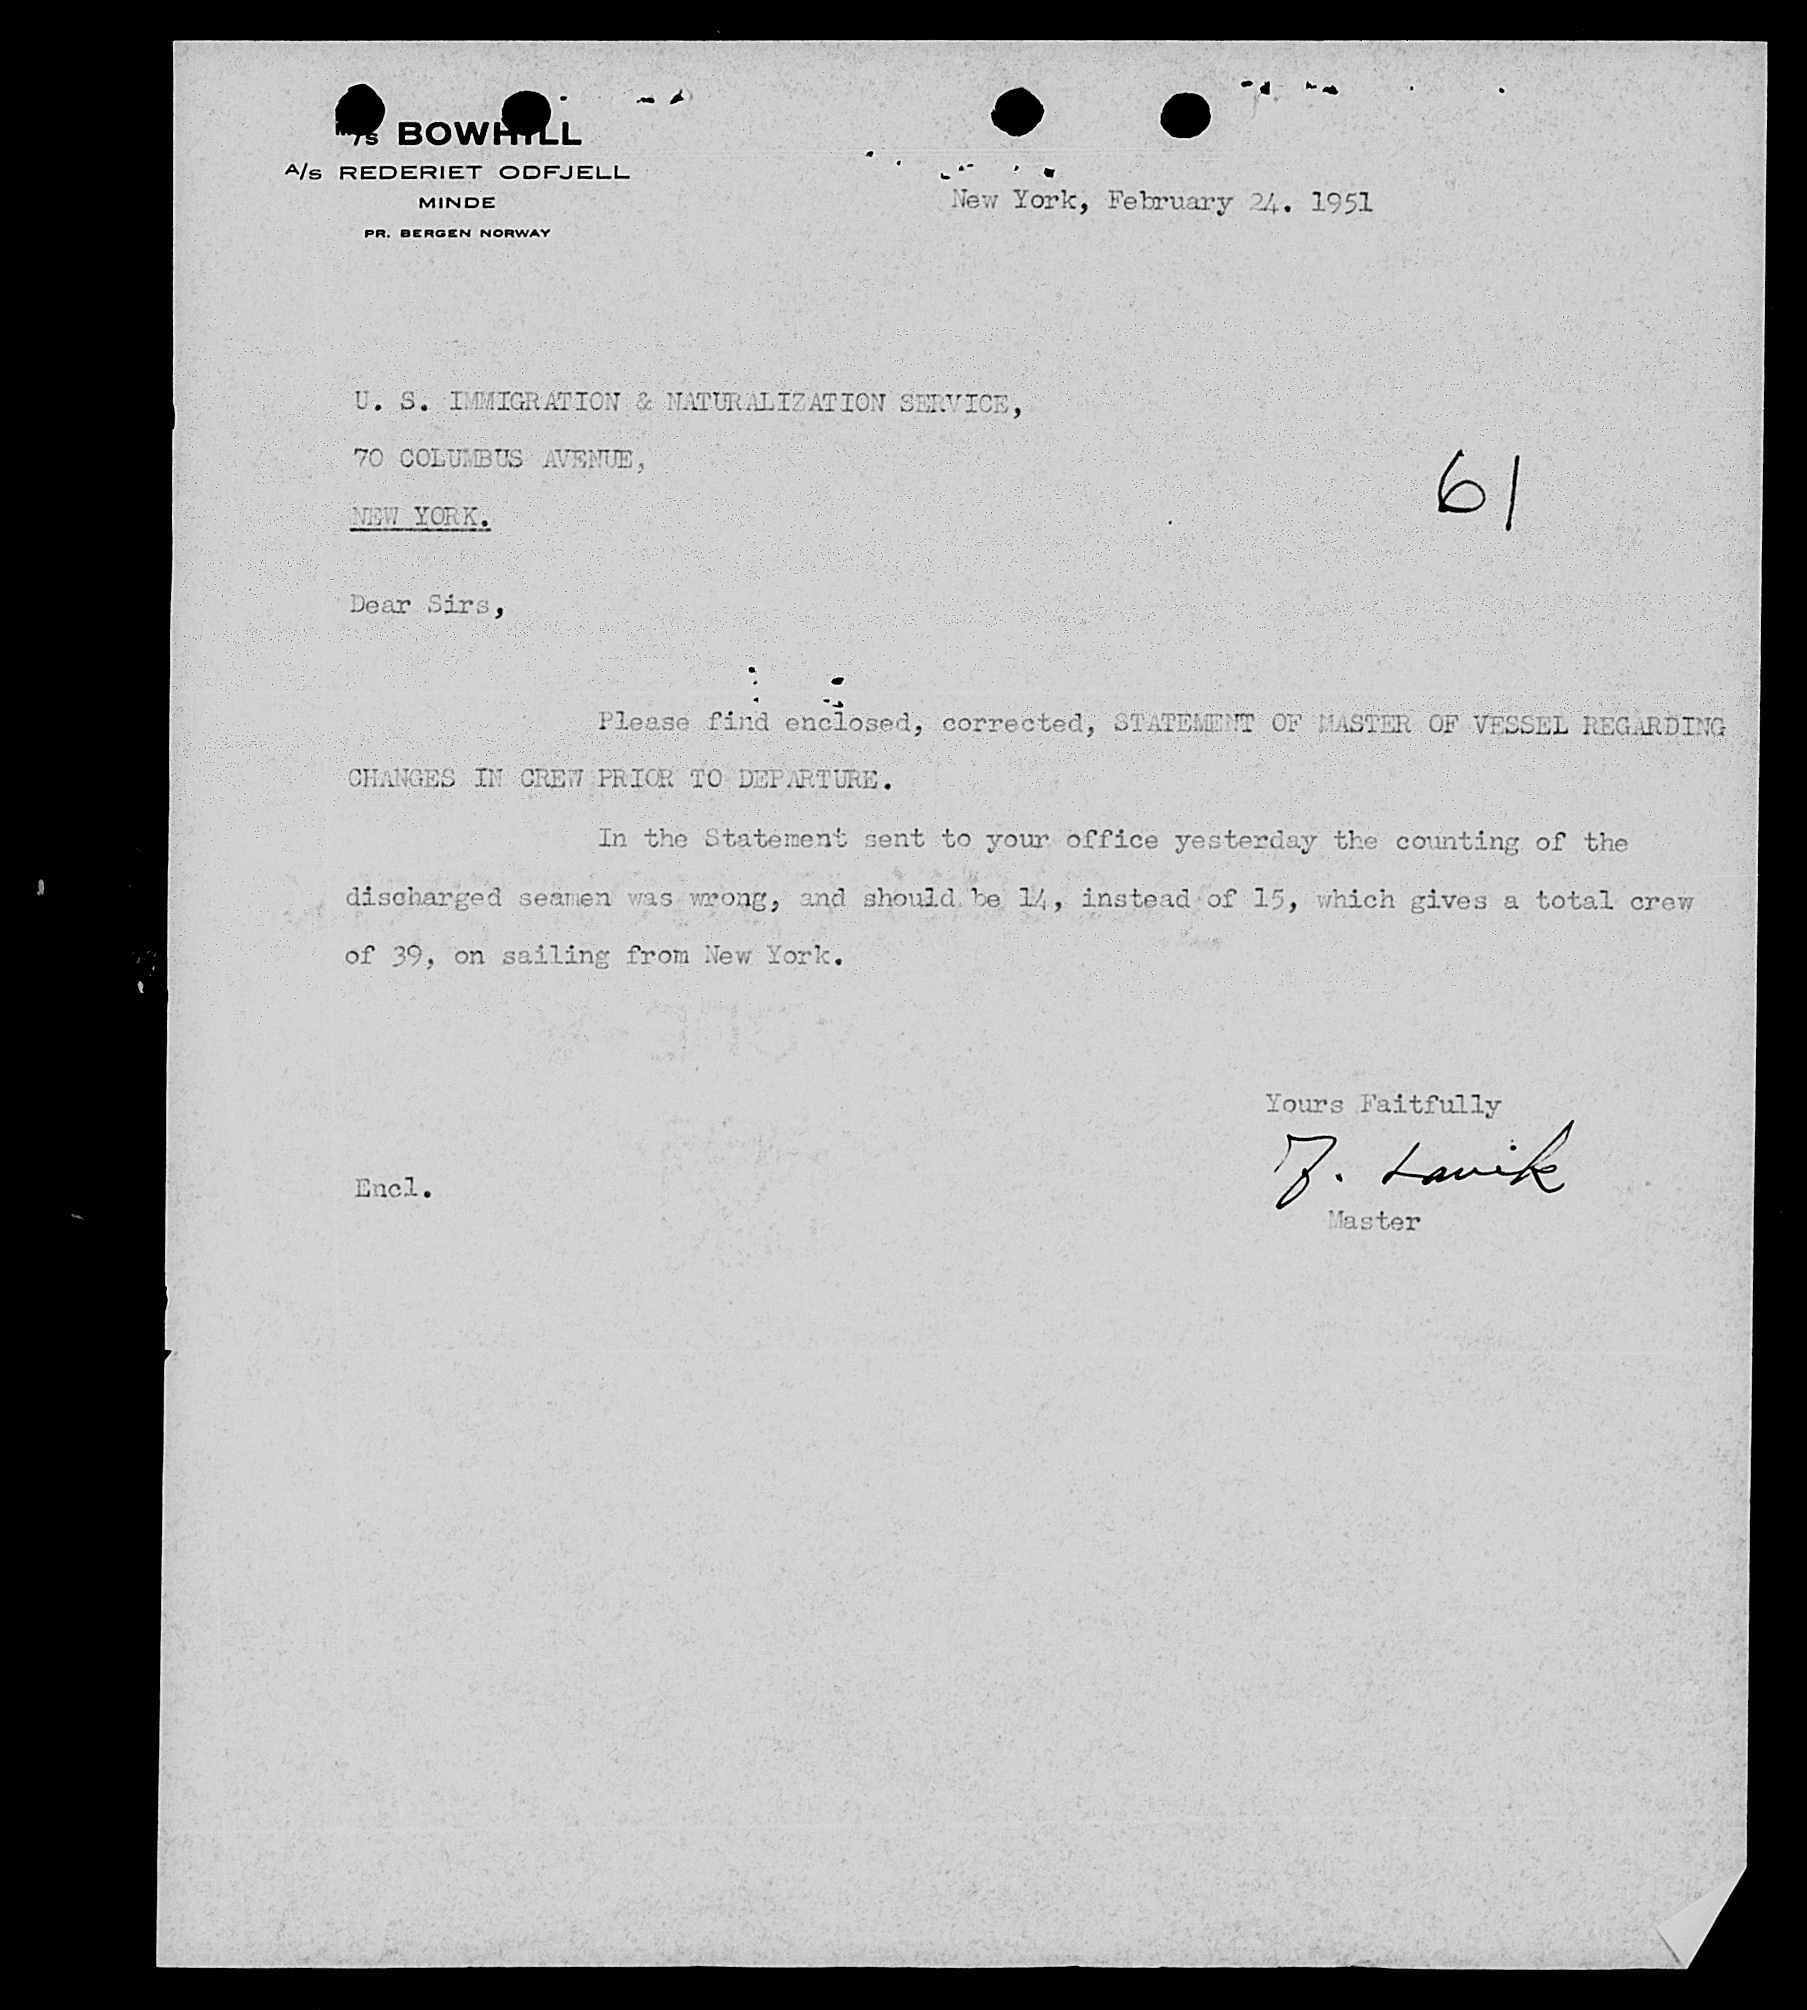 M/s BOWHILL
A/s REDERIET ODFJELL
MINDE
PR. BERGEN NORWAY
New York, February 24. 1951
U. S. IMMIGRATION & NATURALIZATION SERVICE,
70 COLUMBUS AVENUE,
61
NEW YORK.
Dear Sirs,
Please find enclosed, corrected, STATEMENT OF MASTER OF VESSEL REGARDING
CHANGES IN CREW PRIOR TO DEPARTURE.
In the Statement sent to your office yesterday the counting of the
discharged seamen was wrong, and should be 14, instead of 15, which gives a total crew
of 39, on sailing from New York.
Yours Faitfully
Lavik
Encl.
Master